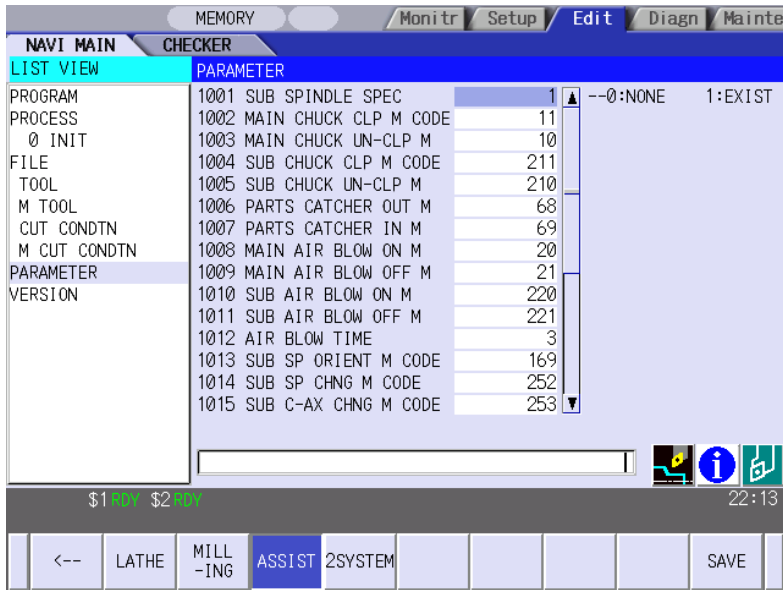 MEMORY Monitr Setup Edit Diagn Mainte
NAVI MAIN CHECKER
LIST VIEW PARAMETER
PROGRAM
PROCESS
0 INIT
FILE
TOOL
M TOOL
CUT CONDTN
M CUT CONDTN
PARAMETER
VERSION
1001 SUB SPINDLE SPEC 1 --0:NONE 1:EXIST
1002 MAIN CHUCK CLP M CODE 11
1003 MAIN CHUCK UN-CLP M 10
1004 SUB CHUCK CLP M CODE 211
1005 SUB CHUCK UN-CLP M 210
1006 PARTS CATCHER OUT M 68
1007 PARTS CATCHER IN M 69
1008 MAIN AIR BLOW ON M 20
1009 MAIN AIR BLOW OFF M 21
1010 SUB AIR BLOW ON M 220
1011 SUB AIR BLOW OFF M 221
1012 AIR BLOW TIME 3
1013 SUB SP ORIENT M CODE 169
1014 SUB SP CHNG M CODE 252
1015 SUB C-AX CHNG M CODE 253
$1 RDY $2 RDY 22:13
<-- LATHE MILL -ING ASSIST 2SYSTEM SAVE